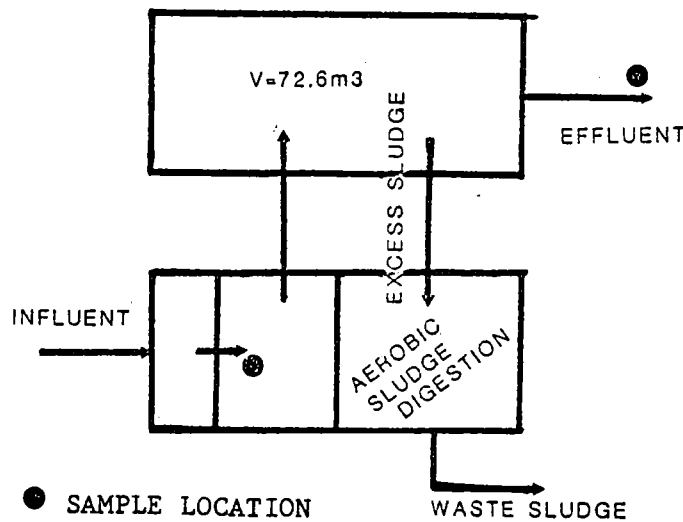 V=72.6m3
EFFLUENT
EXCESS SLUDGE
INFLUENT
AEROBIC
SLUDGE
DIGESTION
SAMPLE LOCATION
WASTE SLUDGE